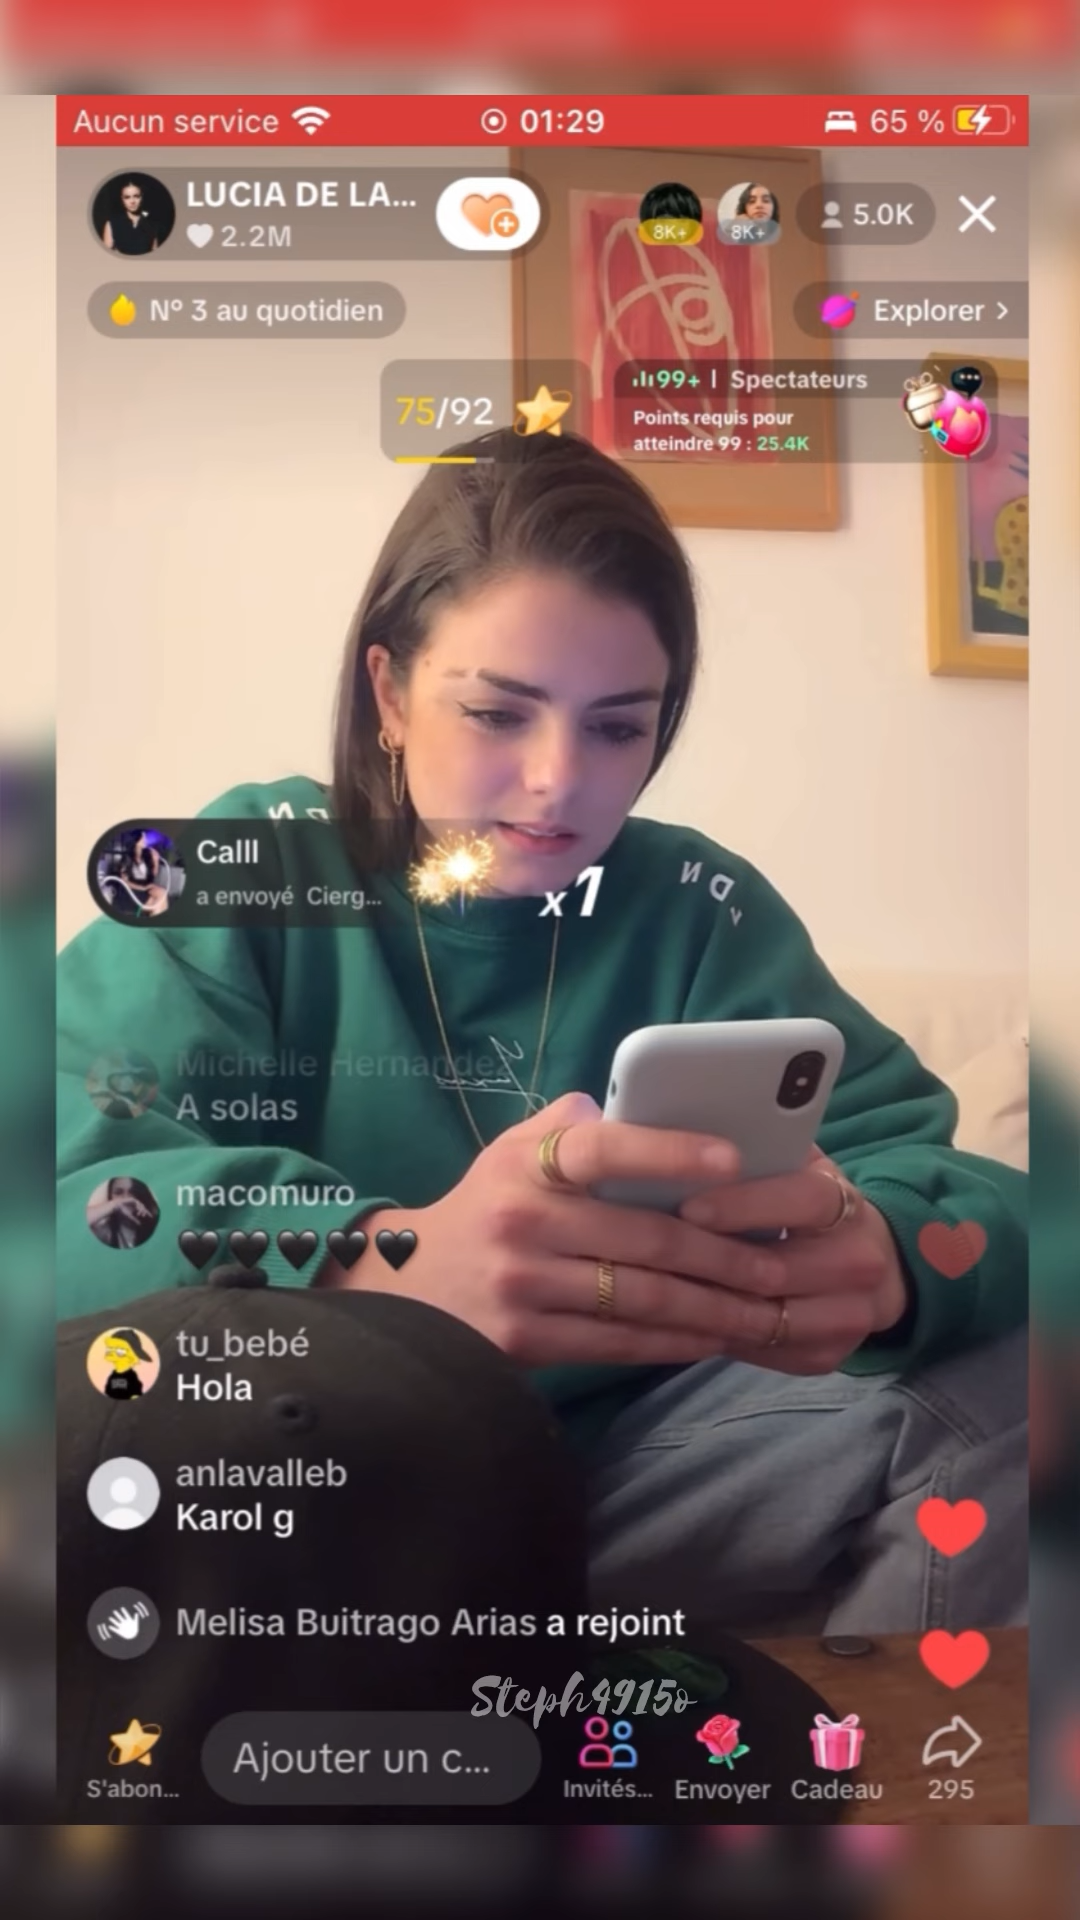 Aucun service
01:29
65 %
LUCIA DE LA...
2.2M
8K+
8K+
5.0K
N° 3 au quotidien
Explorer >
75/92
99+ | Spectateurs
Points requis pour
atteindre 99 : 25.4K
Calll
a envoyé Cierg...
x1
Michelle Hernandez
A solas
macomuro
🖤🖤🖤🖤🖤
tu_bebé
Hola
anlavalleb
Karol g
Melisa Buitrago Arias a rejoint
Steph4915o
S'abon...
Ajouter un c...
Invités...
Envoyer
Cadeau
295